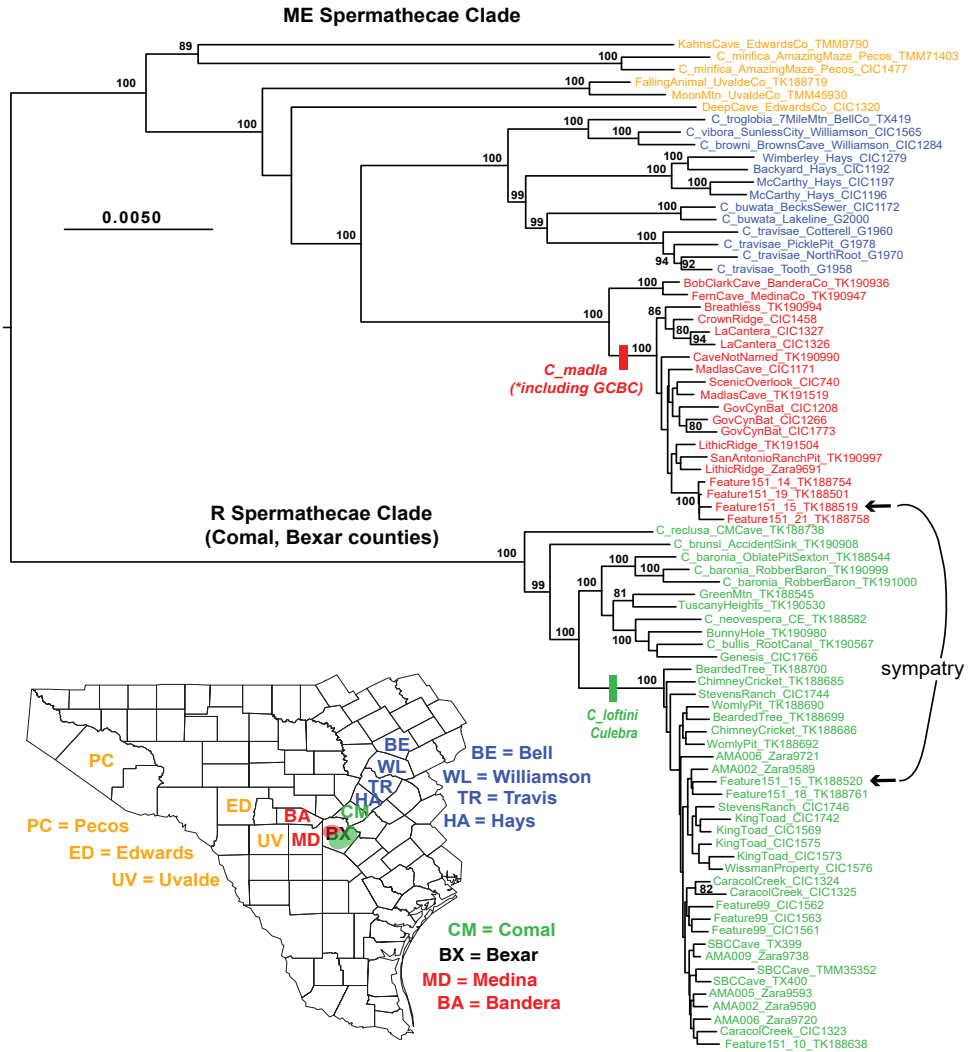 ME Spermathecae Clade
89
KahnsCave_EdwardsCo_TMM9790
C_mirifica_AmazingMaze_Pecos_TMM71403
100
100
C_mirifica_AmazingMaze_Pecos_CIC1477
100
FallingAnimal_UvaldeCo_TK188719
MoonMtn_UvaldeCo_TMM45930
DeepCave_EdwardsCo_CIC1320
100
100
C_troglobia_7MileMtn_BellCo_TX419
100
C_vibora_SunlessCity_Williamson_CIC1565
C_browni_BrownsCave_Williamson_CIC1284
100
100
Wimberley_Hays_CIC1279
Backyard_Hays_CIC1192
100
McCarthy_Hays_CIC1197
99
McCarthy_Hays_CIC1196
100
C_buwata_BecksSewer_CIC1172
0.0050
99
C_buwata_Lakeline_G2000
100
C_travisae_Cotterell_G1960
100
C_travisae_PicklePit_G1978
94
92
C_travisae_NorthRoot_G1970
C_travisae_Tooth_G1958
100
BobClarkCave_BanderaCo_TK190936
FernCave_MedinaCo_TK190947
100
86
Breathless_TK190994
CrownRidge_CIC1458
80
LaCantera_CIC1327
94
LaCantera_CIC1326
100
CaveNotNamed_TK190990
C_madla
(*including GCBC)
MadlasCave_CIC1171
ScenicOverlook_CIC740
MadlasCave_TK191519
GovCynBat_CIC1208
GovCynBat_CIC1266
80
GovCynBat_CIC1773
LithicRidge_TK191504
SanAntonioRanchPit_TK190997
LithicRidge_Zara9691
Feature151_14_TK188754
100
Feature151_19_TK188501
Feature151_15_TK188519
Feature151_21_TK188758
R Spermathecae Clade
(Comal, Bexar counties)
C_reclusa_CMCave_TK188738
100
C_brunsi_AccidentSink_TK190908
100
C_baronia_OblatePitSexton_TK188544
100
C_baronia_RobberBaron_TK190999
99
100
C_baronia_RobberBaron_TK191000
81
GreenMtn_TK188545
TuscanyHeights_TK190530
C_neovespera_CE_TK188582
100
100
BunnyHole_TK190980
C_bullis_RootCanal_TK190567
Genesis_CIC1766
sympatry
100
BeardedTree_TK188700
ChimneyCricket_TK188685
StevensRanch_CIC1744
C_loftini
Culebra
WomlyPit_TK188690
BeardedTree_TK188699
ChimneyCricket_TK188686
WomlyPit_TK188692
AMA006_Zara9721
AMA002_Zara9589
Feature151_15_TK188520
Feature151_18_TK188761
StevensRanch_CIC1746
KingToad_CIC1742
KingToad_CIC1569
KingToad_CIC1575
KingToad_CIC1573
WissmanProperty_CIC1576
CaracolCreek_CIC1324
82
CaracolCreek_CIC1325
Feature99_CIC1562
Feature99_CIC1563
Feature99_CIC1561
SBCCave_TX399
AMA009_Zara9738
SBCCave_TMM35352
SBCCave_TX400
AMA005_Zara9593
AMA002_Zara9590
AMA006_Zara9720
CaracolCreek_CIC1323
Feature151_10_TK188638
PC
BE
WL
TR
HA
ED
BA
CM
UV
MD
BX
BE = Bell
WL = Williamson
TR = Travis
HA = Hays
PC = Pecos
ED = Edwards
UV = Uvalde
CM = Comal
BX = Bexar
MD = Medina
BA = Bandera